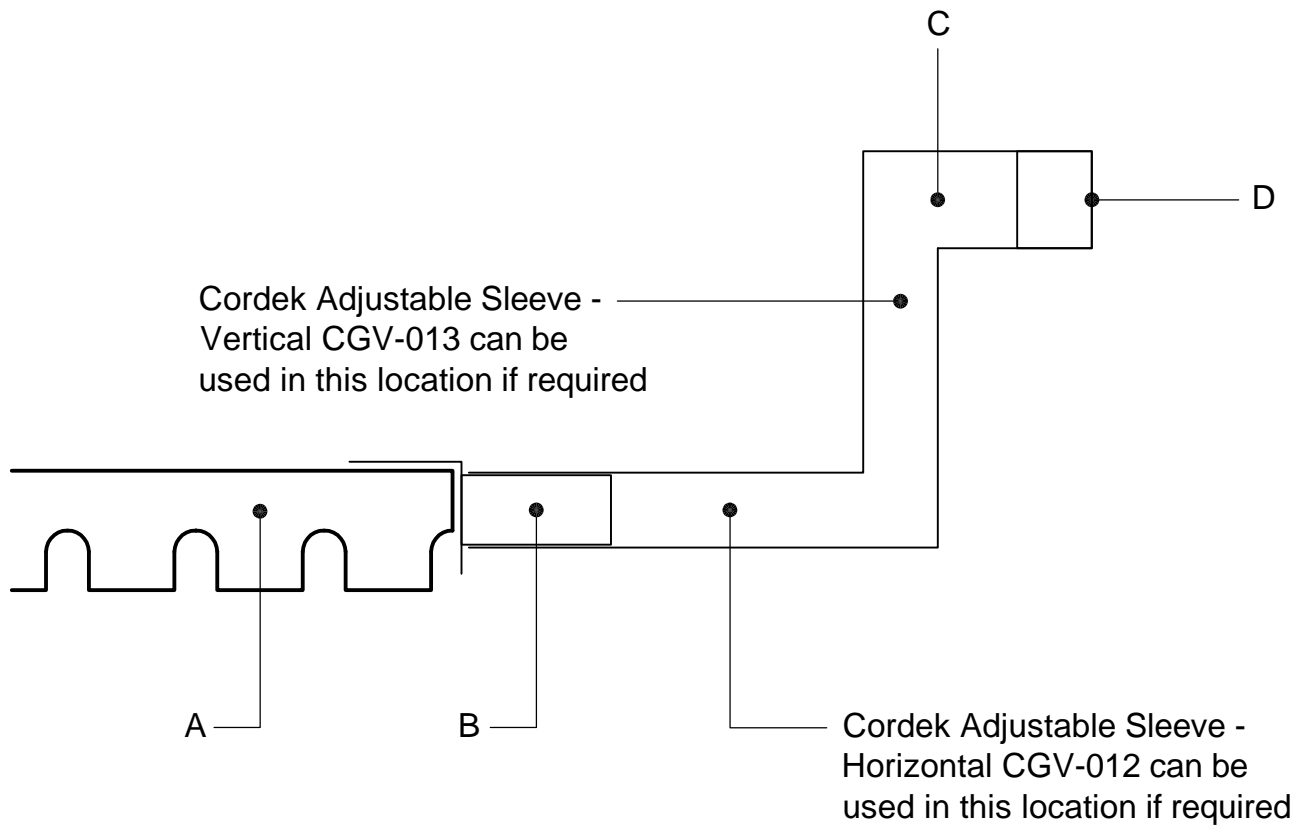 C
D
Cordek Adjustable Sleeve -
Vertical CGV-013 can be
used in this location if required
A
B
Cordek Adjustable Sleeve -
Horizontal CGV-012 can be
used in this location if required